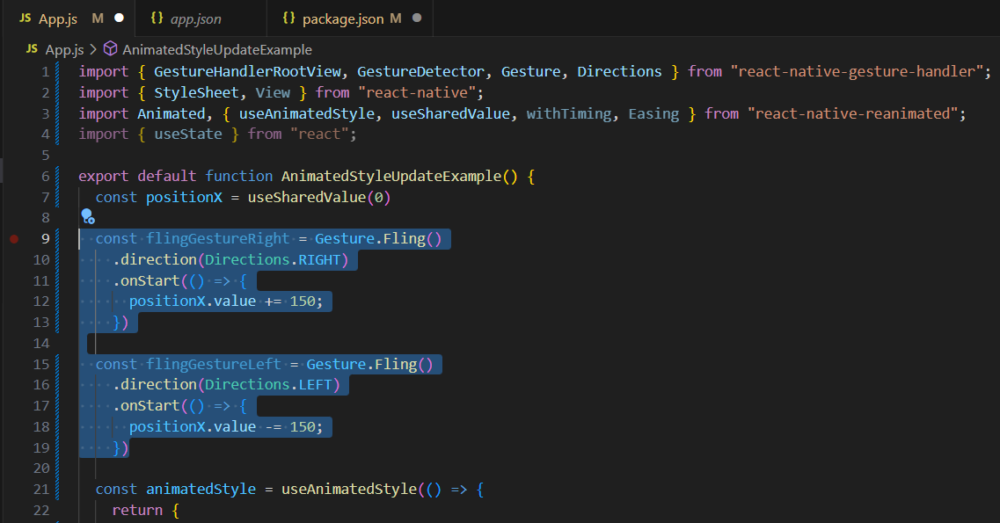 JS App.js M {} app.json {} package.json M
JS App.js > AnimatedStyleUpdateExample
1 import { GestureHandlerRootView, GestureDetector, Gesture, Directions } from "react-native-gesture-handler";
2 import { StyleSheet, View } from "react-native";
3 import Animated, { useAnimatedStyle, useSharedValue, withTiming, Easing } from "react-native-reanimated";
4 import { useState } from "react";
5
6 export default function AnimatedStyleUpdateExample() {
7   const positionX = useSharedValue(0)
8
9   const flingGestureRight = Gesture.Fling()
10     .direction(Directions.RIGHT)
11     .onStart(() => {
12       positionX.value += 150;
13     })
14
15   const flingGestureLeft = Gesture.Fling()
16     .direction(Directions.LEFT)
17     .onStart(() => {
18       positionX.value -= 150;
19     })
20
21   const animatedStyle = useAnimatedStyle(() => {
22     return {